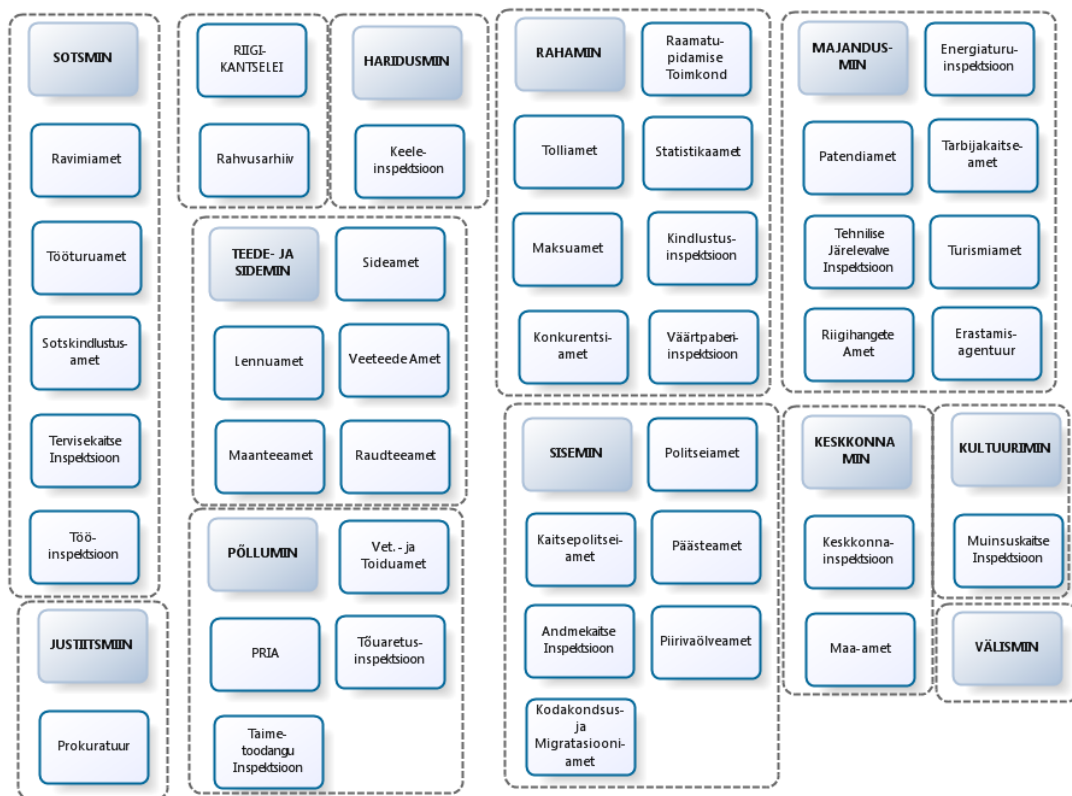 SOTSMIN
Ravimiamet
Tööturuamet
Sotskindlustus-
amet
Tervisekaitse
Inspektsioon
Töö-
inspektsioon
RIIGI-
KANTSELEI
Rahvusarhiiv
HARIDUSMIN
Keele-
inspektsioon
RAHAMIN
Raamatu-
pidamise
Toimkond
Tolliamet
Statistikaamet
Maksuamet
Kindlustus-
inspektsioon
Konkurentsi-
amet
Väärtpaberi-
inspektsioon
MAJANDUS-
MIN
Energiaturu-
inspektsioon
Patendiamet
Tarbijakaitse-
amet
Tehnilise
Järelevalve
Inspektsioon
Turismiamet
Riigihangete
Amet
Erastamis-
agentuur
TEEDE- JA
SIDEMIN
Sideamet
Lennuamet
Veeteede Amet
Maanteeamet
Raudteeamet
SISEMIN
Politseiamet
Kaitsepolitsei-
amet
Päästeamet
Andmekaitse
Inspektsioon
Piirivaölveamet
Kodakondsus-
ja
Migratasiooni-
amet
KESKKONNA
MIN
Keskkonna-
inspektsioon
Maa-amet
KULTUURIMIN
Muinsuskaitse
Inspektsioon
VÄLISMIN
PÕLLUMIN
Vet. - ja
Toiduamet
PRIA
Tõuaretus-
inspektsioon
Taime-
toodangu
Inspektsioon
JUSTIITSMIIN
Prokuratuur